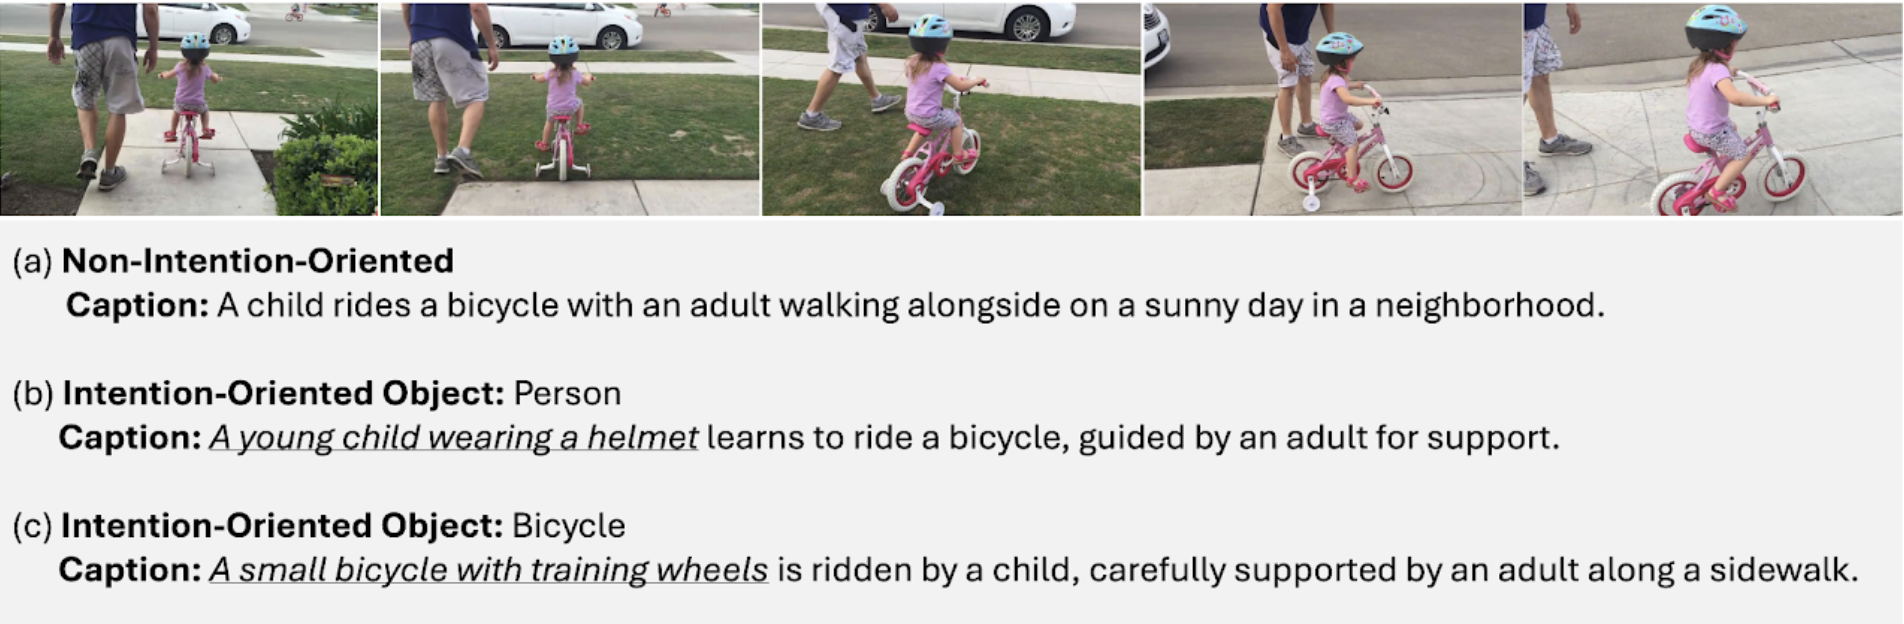 (a) Non-Intention-Oriented
Caption: A child rides a bicycle with an adult walking alongside on a sunny day in a neighborhood.
(b) Intention-Oriented Object: Person
Caption: A young child wearing a helmet learns to ride a bicycle, guided by an adult for support.
(c) Intention-Oriented Object: Bicycle
Caption: A small bicycle with training wheels is ridden by a child, carefully supported by an adult along a sidewalk.